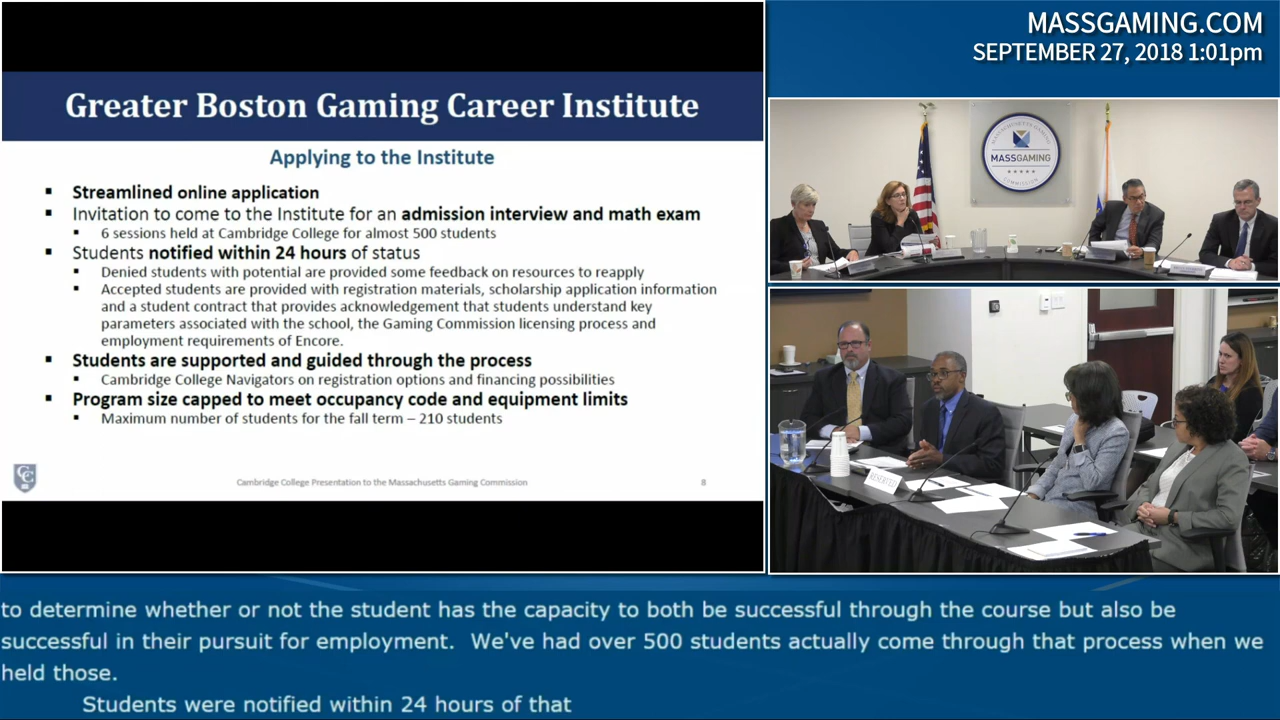 Greater Boston Gaming Career Institute
Applying to the Institute
▪ Streamlined online application
▪ Invitation to come to the Institute for an admission interview and math exam
▪ 6 sessions held at Cambridge College for almost 500 students
▪ Students notified within 24 hours of status
▪ Denied students with potential are provided some feedback on resources to reapply
▪ Accepted students are provided with registration materials, scholarship application information
and a student contract that provides acknowledgement that students understand key
parameters associated with the school, the Gaming Commission licensing process and
employment requirements of Encore.
▪ Students are supported and guided through the process
▪ Cambridge College Navigators on registration options and financing possibilities
▪ Program size capped to meet occupancy code and equipment limits
▪ Maximum number of students for the fall term – 210 students
CC
Cambridge College Presentation to the Massachusetts Gaming Commission
8
MASSGAMING.COM
SEPTEMBER 27, 2018 1:01pm
MASSACHUSETTS GAMING
MASSGAMING
COMMISSION
RESERVED
to determine whether or not the student has the capacity to both be successful through the course but also be
successful in their pursuit for employment.  We've had over 500 students actually come through that process when we
held those.
Students were notified within 24 hours of that